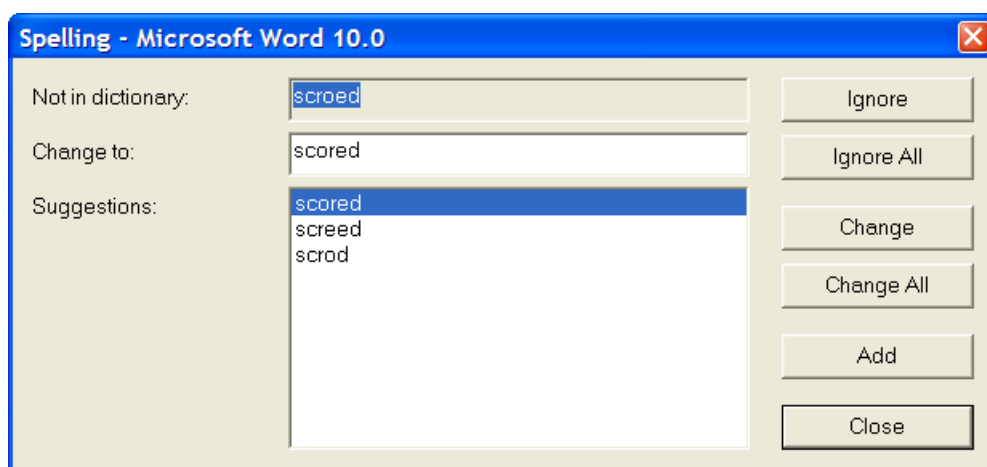 Spelling - Microsoft Word 10.0
Not in dictionary: scroed Ignore
Change to: scored Ignore All
Suggestions: scored
screed Change
scrod
Change All
Add
Close